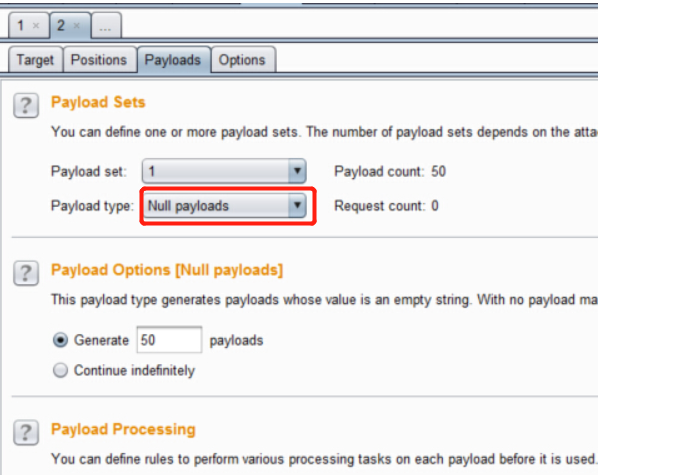 1 × 2 × ...
Target Positions Payloads Options
? Payload Sets
You can define one or more payload sets. The number of payload sets depends on the atta
Payload set: 1 Payload count: 50
Payload type: Null payloads Request count: 0
? Payload Options [Null payloads]
This payload type generates payloads whose value is an empty string. With no payload ma
Generate 50 payloads
Continue indefinitely
? Payload Processing
You can define rules to perform various processing tasks on each payload before it is used.